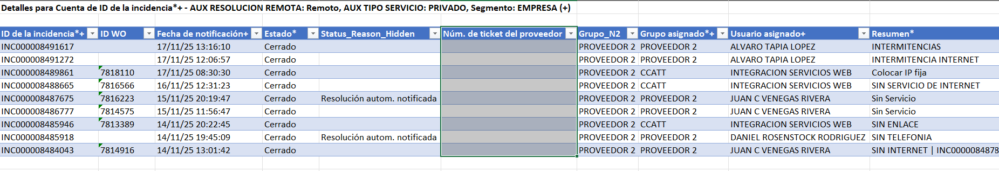 Detalles para Cuenta de ID de la incidencia*+ - AUX RESOLUCION REMOTA: Remoto, AUX TIPO SERVICIO: PRIVADO, Segmento: EMPRESA (+)
ID de la incidencia*+ ID WO Fecha de notificación+ Estado* Status_Reason_Hidden Núm. de ticket del proveedor Grupo_N2 Grupo asignado*+ Usuario asignado+ Resumen*
INC000008491617 17/11/25 13:16:10 Cerrado PROVEEDOR 2 PROVEEDOR 2 ALVARO TAPIA LOPEZ INTERMITENCIAS
INC000008491272 17/11/25 12:06:57 Cerrado PROVEEDOR 2 PROVEEDOR 2 ALVARO TAPIA LOPEZ INTERMITENCIA INTERNET
INC000008489861 7818110 17/11/25 08:30:30 Cerrado PROVEEDOR 2 CCATT INTEGRACION SERVICIOS WEB Colocar IP fija
INC000008488665 7816566 16/11/25 12:31:23 Cerrado PROVEEDOR 2 CCATT INTEGRACION SERVICIOS WEB SIN SERVICIO DE INTERNET
INC000008487675 7816223 15/11/25 20:19:47 Cerrado Resolución autom. notificada PROVEEDOR 2 PROVEEDOR 2 JUAN C VENEGAS RIVERA Sin Servicio
INC000008486777 7814575 15/11/25 11:56:47 Cerrado PROVEEDOR 2 PROVEEDOR 2 JUAN C VENEGAS RIVERA Sin Servicio
INC000008485946 7813389 14/11/25 20:22:45 Cerrado PROVEEDOR 2 CCATT INTEGRACION SERVICIOS WEB SIN ENLACE
INC000008485918 14/11/25 19:45:09 Cerrado Resolución autom. notificada PROVEEDOR 2 PROVEEDOR 2 DANIEL ROSENSTOCK RODRIGUEZ SIN TELEFONIA
INC000008484043 7814916 14/11/25 13:01:42 Cerrado PROVEEDOR 2 PROVEEDOR 2 JUAN C VENEGAS RIVERA SIN INTERNET | INC0000084878